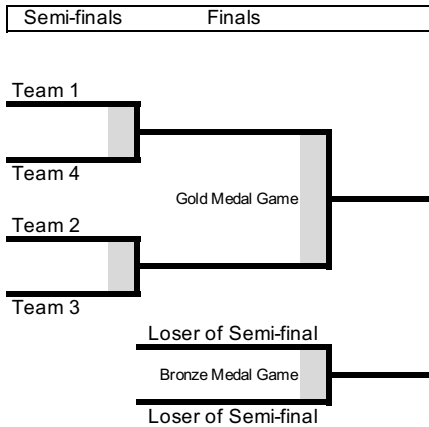 Semi-finals Finals
Team 1
Team 4
Gold Medal Game
Team 2
Team 3
Loser of Semi-final
Bronze Medal Game
Loser of Semi-final